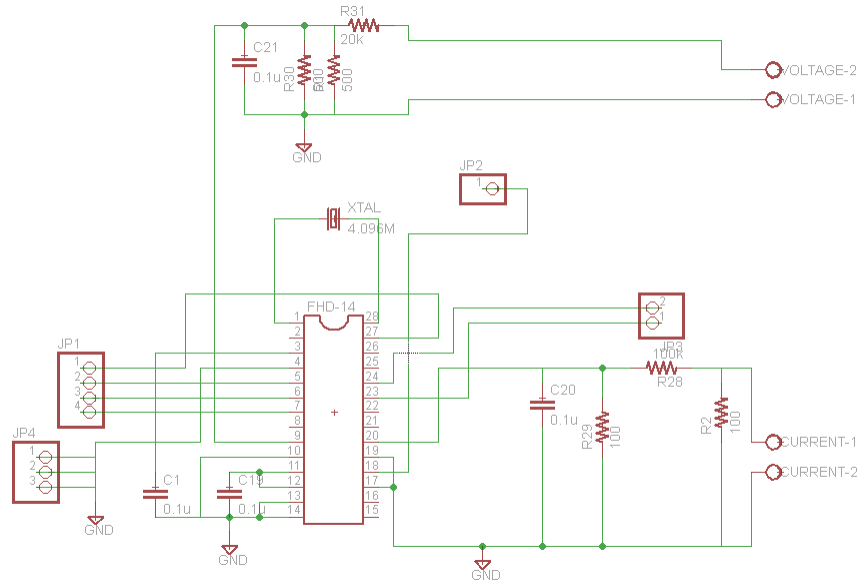 R31
20k
C21
0.1u
R30
500
VOLTAGE-2
VOLTAGE-1
GND
JP2
1
XTAL
4.096M
FHD-14
1
2
3
4
5
6
7
8
9
10
11
12
13
14
28
27
26
25
24
23
22
21
20
19
18
17
16
15
2
1
JP3
100k
R28
JP1
1
2
3
4
JP4
1
2
3
GND
C1
0.1u
C19
0.1u
GND
C20
0.1u
R29
100
R2
100
CURRENT-1
CURRENT-2
GND